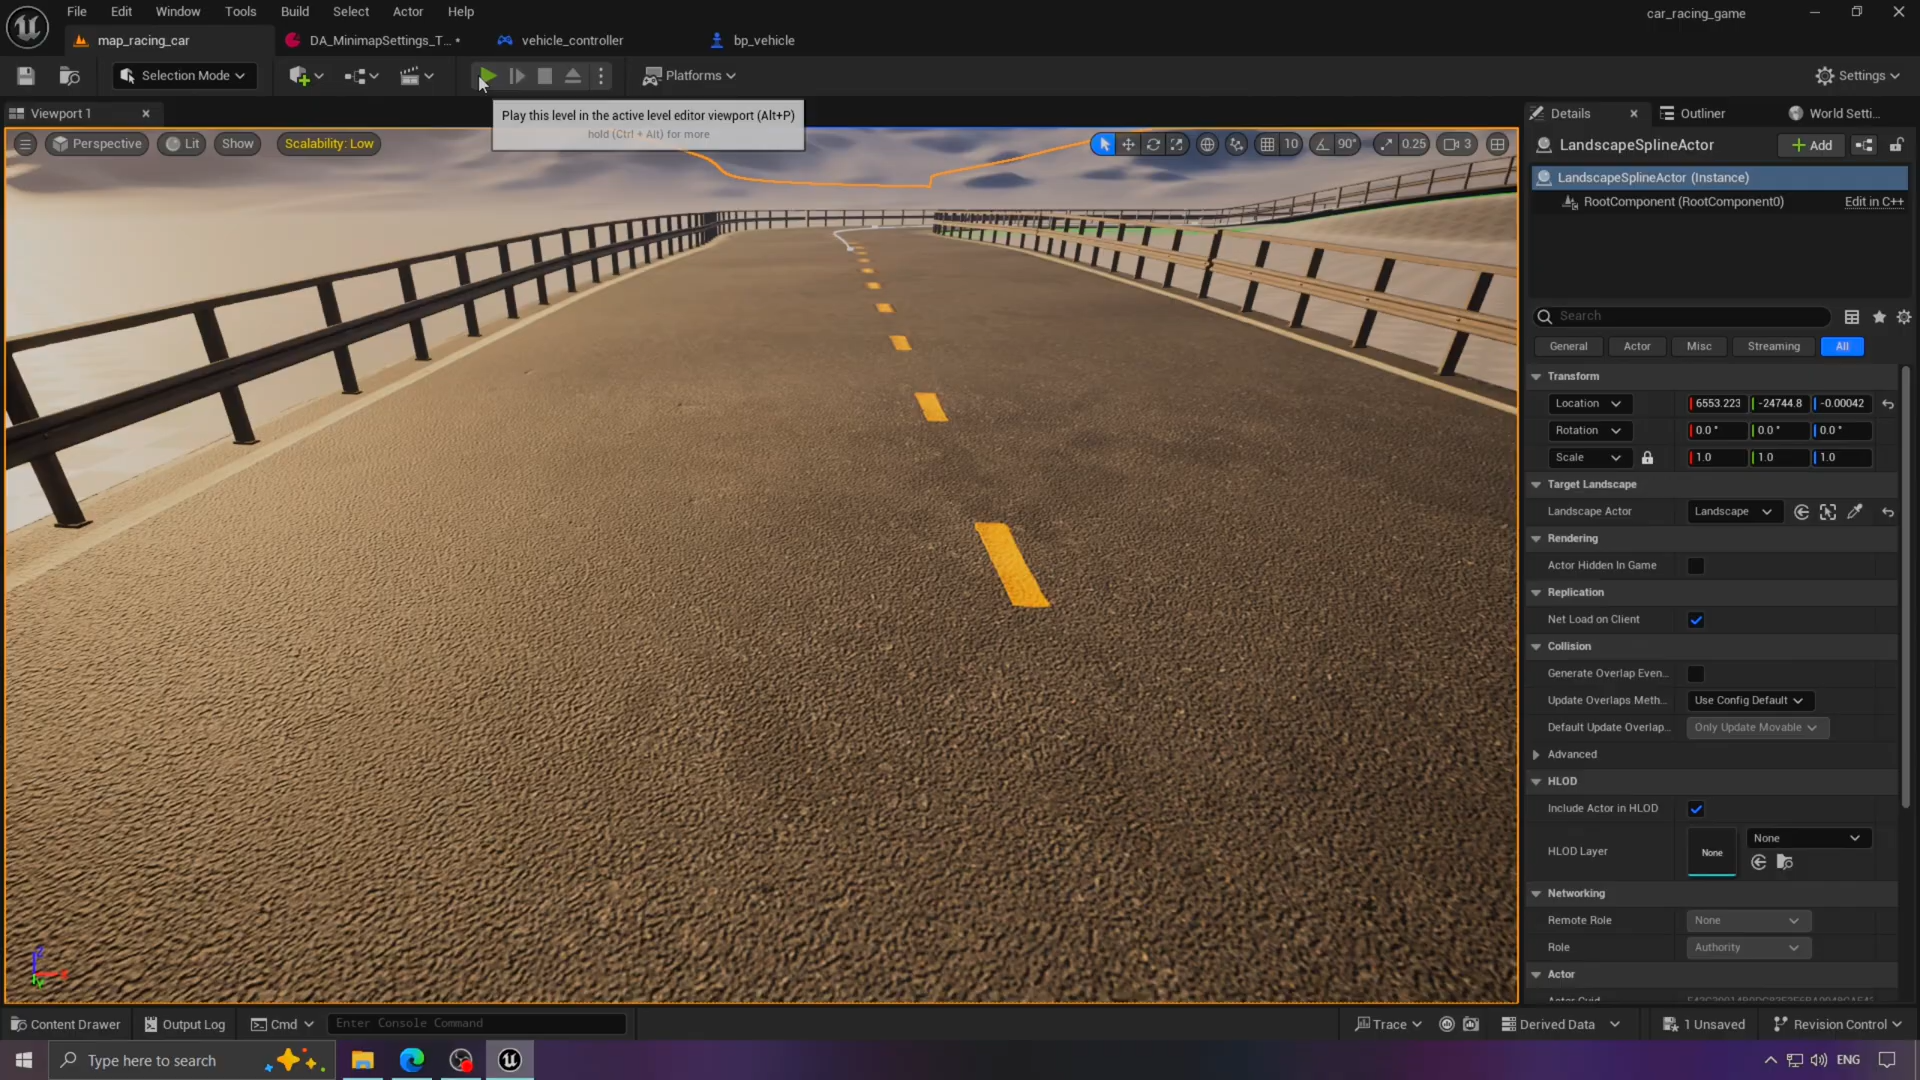 File Edit Window Tools Build Select Actor Help
car_racing_game
map_racing_car
DA_MinimapSettings_T... •
vehicle_controller
bp_vehicle
Selection Mode
Platforms
Settings
Viewport 1
Play this level in the active level editor viewport (Alt+P)
hold (Ctrl + Alt) for more
Details
Outliner
World Setti...
Perspective
Lit
Show
Scalability: Low
10
90°
0.25
3
LandscapeSplineActor
Add
LandscapeSplineActor (Instance)
RootComponent (RootComponent0)
Edit in C++
Search
General
Actor
Misc
Streaming
All
Transform
Location
6553.223
-24744.8
-0.00042
Rotation
0.0 °
0.0 °
0.0 °
Scale
1.0
1.0
1.0
Target Landscape
Landscape Actor
Landscape
Rendering
Actor Hidden In Game
Replication
Net Load on Client
Collision
Generate Overlap Even...
Update Overlaps Meth...
Use Config Default
Default Update Overlap...
Only Update Movable
Advanced
HLOD
Include Actor in HLOD
HLOD Layer
None
None
Networking
Remote Role
None
Role
Authority
Actor
Content Drawer
Output Log
Cmd
Enter Console Command
Trace
Derived Data
1 Unsaved
Revision Control
Type here to search
ENG